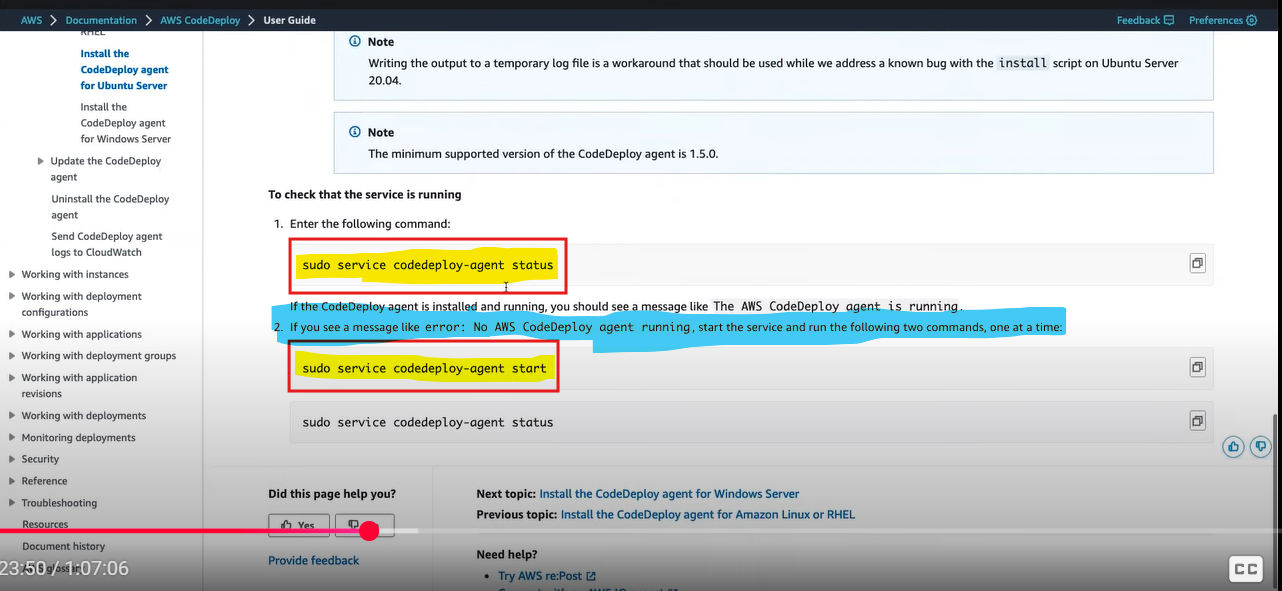 AWS > Documentation > AWS CodeDeploy > User Guide
Feedback Preferences
RHEL
Install the
CodeDeploy agent
for Ubuntu Server
Install the
CodeDeploy agent
for Windows Server
Update the CodeDeploy
agent
Uninstall the CodeDeploy
agent
Send CodeDeploy agent
logs to CloudWatch
Working with instances
Working with deployment
configurations
Working with applications
Working with deployment groups
Working with application
revisions
Working with deployments
Monitoring deployments
Security
Reference
Troubleshooting
Resources
Document history
AWS glossary
Note
Writing the output to a temporary log file is a workaround that should be used while we address a known bug with the install script on Ubuntu Server
20.04.
Note
The minimum supported version of the CodeDeploy agent is 1.5.0.
To check that the service is running
1. Enter the following command:
sudo service codedeploy-agent status
If the CodeDeploy agent is installed and running, you should see a message like The AWS CodeDeploy agent is running.
2. If you see a message like error: No AWS CodeDeploy agent running, start the service and run the following two commands, one at a time:
sudo service codedeploy-agent start
sudo service codedeploy-agent status
Did this page help you?
Yes
Provide feedback
Next topic: Install the CodeDeploy agent for Windows Server
Previous topic: Install the CodeDeploy agent for Amazon Linux or RHEL
Need help?
• Try AWS re:Post
23:50 / 1:07:06
CC